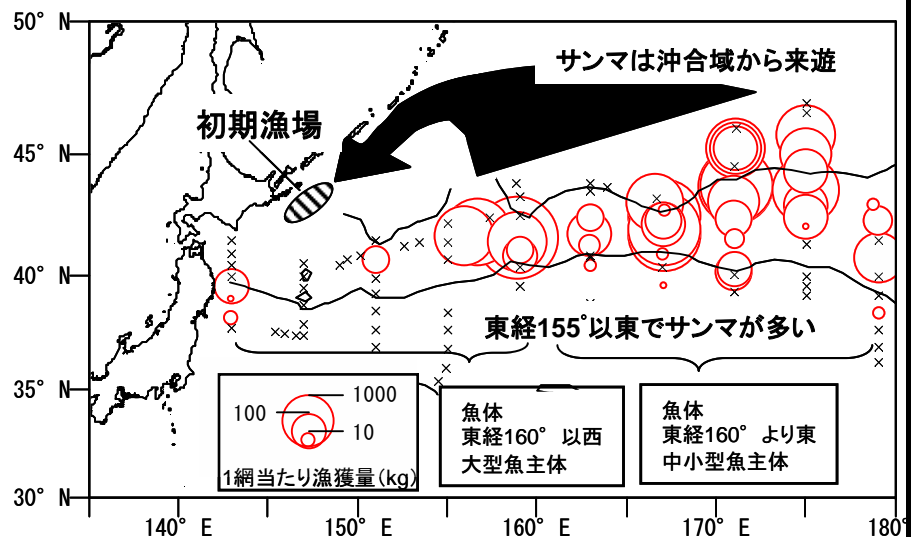 50° N
サンマは沖合域から来遊
初期漁場
45° N
40° N
東経155°以東でサンマが多い
35° N
1000
100
10
1網当たり漁獲量(kg)
魚体
東経160° 以西
大型魚主体
魚体
東経160° より東
中小型魚主体
30° N
140° E
150° E
160° E
170° E
180°